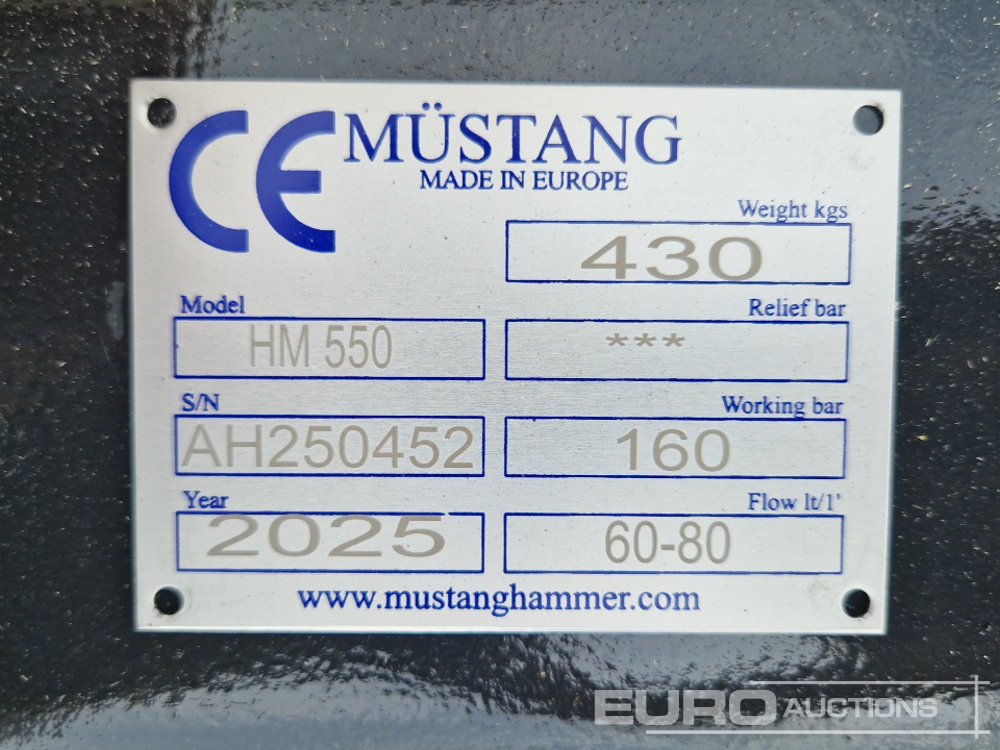 CE MÜSTANG
MADE IN EUROPE
Weight kgs
430
Model
HM 550
Relief bar
***
S/N
AH250452
Working bar
160
Year
2025
Flow lt/1'
60-80
www.mustanghammer.com
EURO AUCTIONS